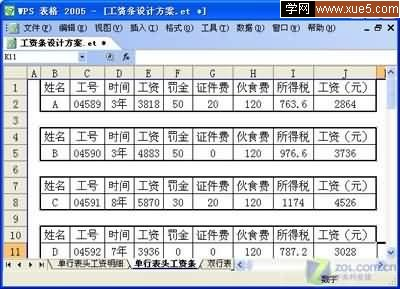 学网 www.xue5.com
WPS 表格 2005 - [工资条设计方案.et *]
文件(F) 编辑(E) 视图(V) 插入(I) 格式(O) 工具(T) 数据(D) 窗口(W) 帮助(H)
工资条设计方案.et *
K11
A B C D E F G H I J
1 姓名 工号 时间 工资 罚金 证件费 伙食费 所得税 工资（元）
2 A 04589 3年 3818 50 20 120 763.6 2864
3
4 姓名 工号 时间 工资 罚金 证件费 伙食费 所得税 工资（元）
5 B 04590 3年 4883 50 0 120 976.6 3736
6
7 姓名 工号 时间 工资 罚金 证件费 伙食费 所得税 工资（元）
8 C 04591 8年 5870 30 20 120 1174 4526
9
10 姓名 工号 时间 工资 罚金 证件费 伙食费 所得税 工资（元）
11 D 04592 7年 3936 0 0 120 787.2 3028
单行表头工资明细 单行表头工资条 双行表
数字
ZOL.com.cn